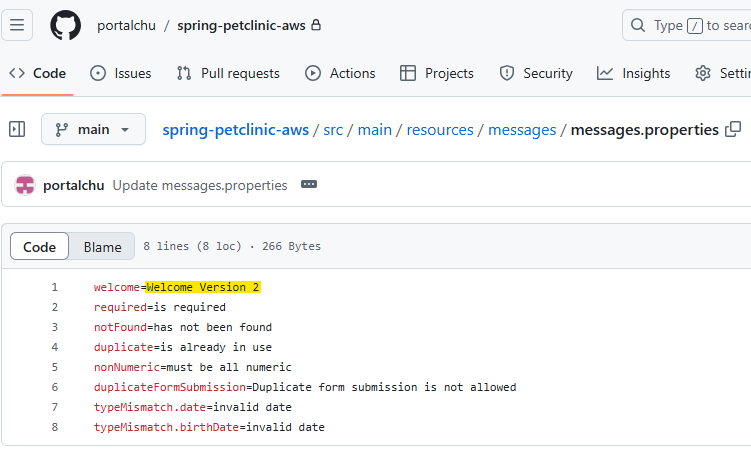 portalchu / spring-petclinic-aws
Type / to sear
Code Issues Pull requests Actions Projects Security Insights Setti
main spring-petclinic-aws / src / main / resources / messages / messages.properties
portalchu Update messages.properties
Code Blame 8 lines (8 loc) · 266 Bytes
1 welcome=Welcome Version 2
2 required=is required
3 notFound=has not been found
4 duplicate=is already in use
5 nonNumeric=must be all numeric
6 duplicateFormSubmission=Duplicate form submission is not allowed
7 typeMismatch.date=invalid date
8 typeMismatch.birthDate=invalid date